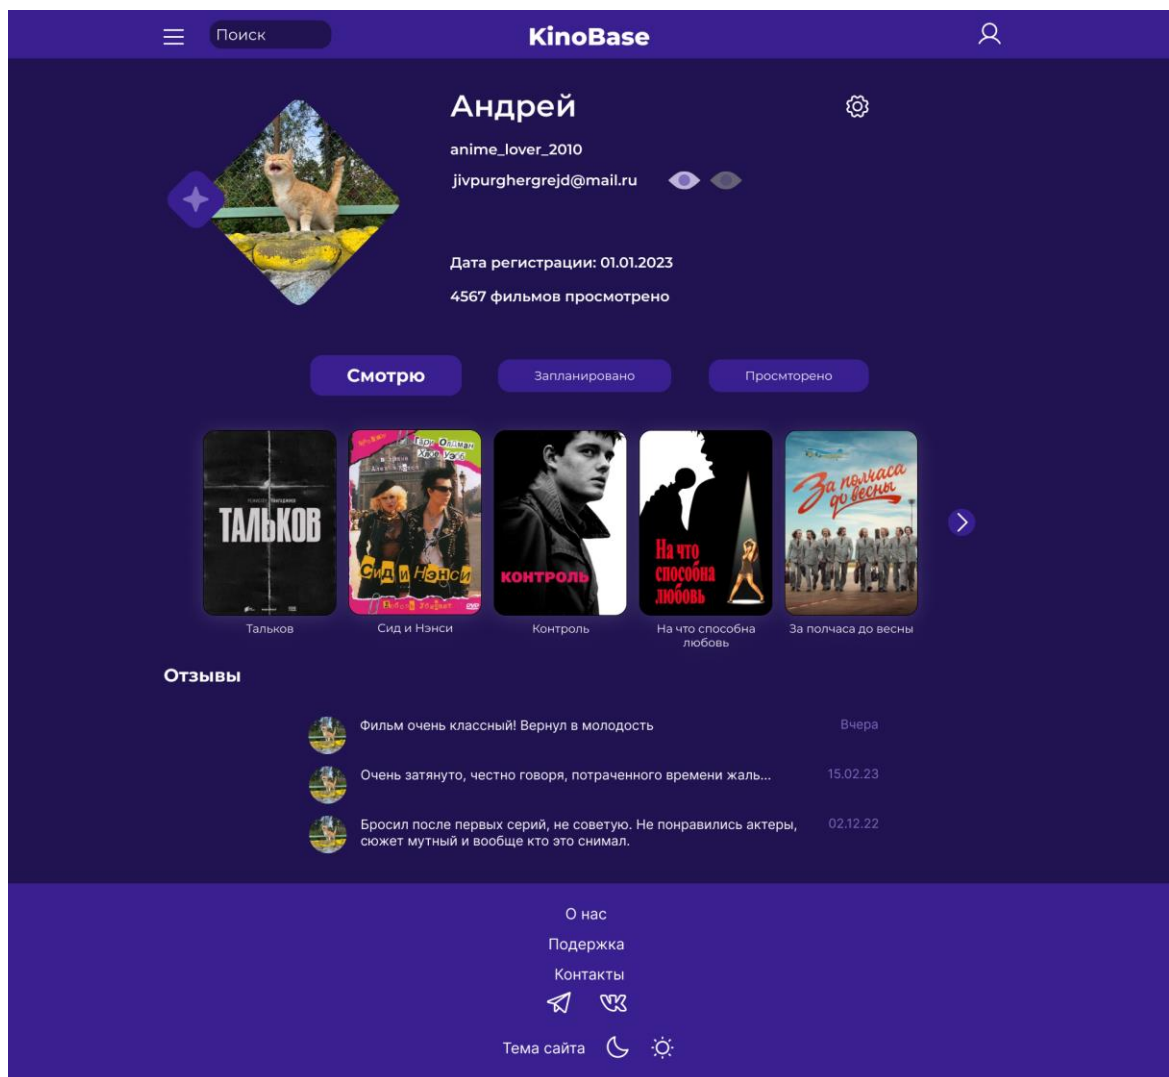 Поиск
KinoBase
Андрей
anime_lover_2010
jivpurghergrejd@mail.ru
Дата регистрации: 01.01.2023
4567 фильмов просмотрено
Смотрю
Запланировано
Просмторено
ТАЛЬКОВ
Гари Олдман
Сид и Нэнси
КОНТРОЛЬ
На что
способна
любовь
За полчаса
до весны
Тальков
Сид и Нэнси
Контроль
На что способна
любовь
За полчаса до весны
Отзывы
Фильм очень классный! Вернул в молодость
Вчера
Очень затянуто, честно говоря, потраченного времени жаль...
15.02.23
Бросил после первых серий, не советую. Не понравились актеры,
сюжет мутный и вообще кто это снимал.
02.12.22
О нас
Подержка
Контакты
Тема сайта